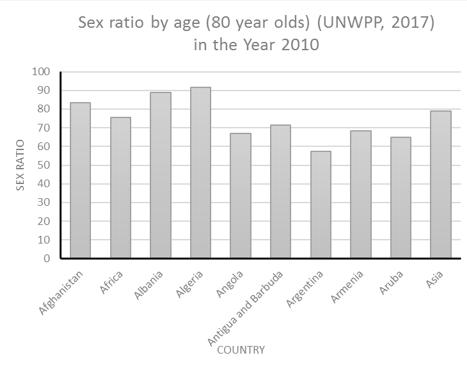 Sex ratio by age (80 year olds) (UNWPP, 2017)
in the Year 2010
100
90
80
70
60
50
40
30
20
10
0
SEX RATIO
Afghanistan
Africa
Albania
Algeria
Angola
Antigua and Barbuda
Argentina
Armenia
Aruba
Asia
COUNTRY